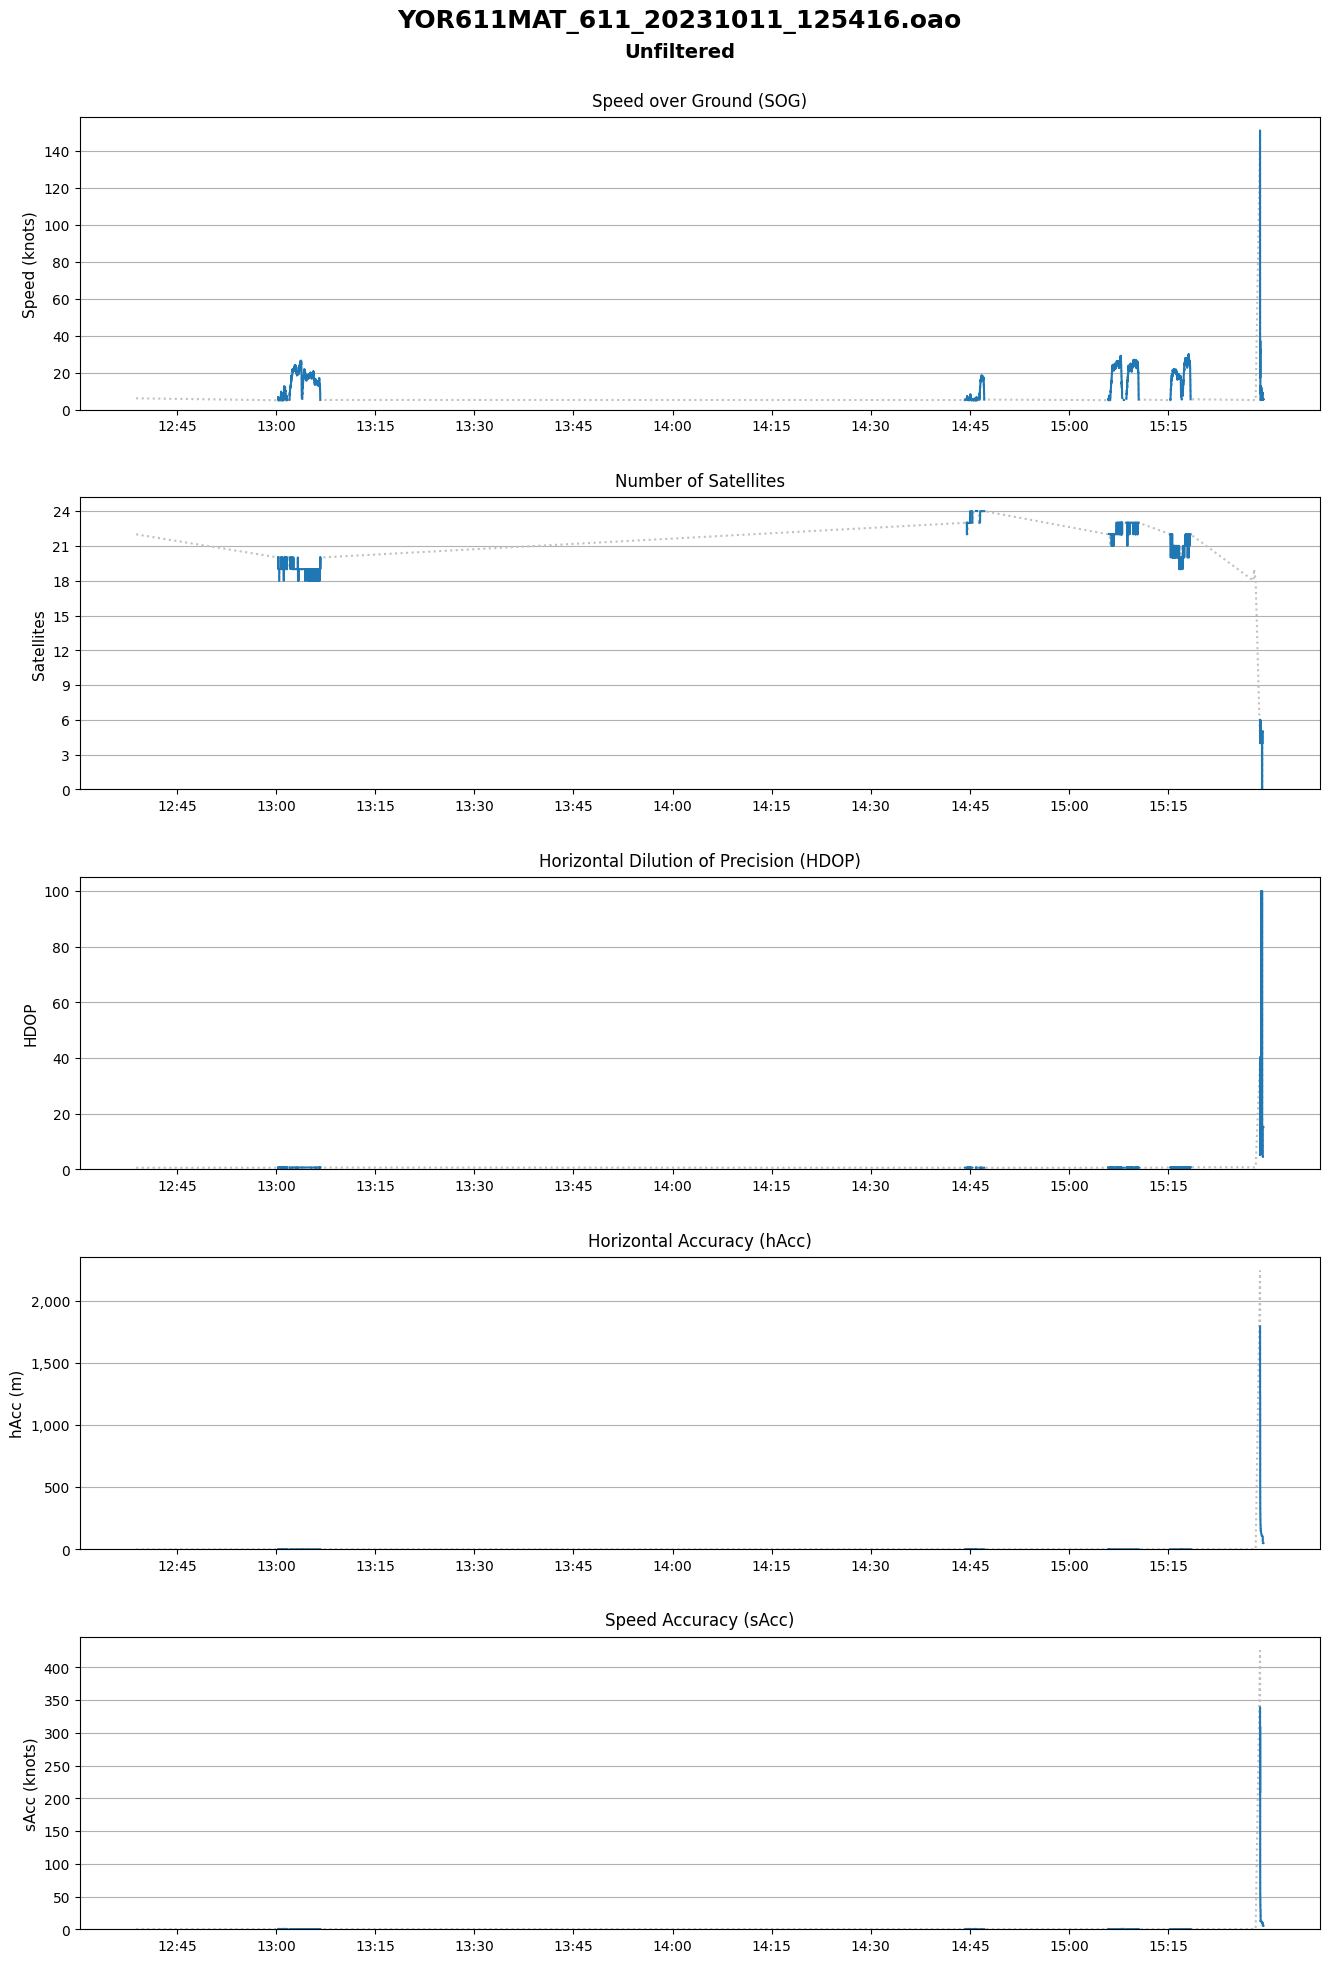 YOR611MAT_611_20231011_125416.oao
Unfiltered
Speed over Ground (SOG)
Speed (knots)
140
120
100
80
60
40
20
0
12:45 13:00 13:15 13:30 13:45 14:00 14:15 14:30 14:45 15:00 15:15
Number of Satellites
Satellites
24
21
18
15
12
9
6
3
0
12:45 13:00 13:15 13:30 13:45 14:00 14:15 14:30 14:45 15:00 15:15
Horizontal Dilution of Precision (HDOP)
HDOP
100
80
60
40
20
0
12:45 13:00 13:15 13:30 13:45 14:00 14:15 14:30 14:45 15:00 15:15
Horizontal Accuracy (hAcc)
hAcc (m)
2,000
1,500
1,000
500
0
12:45 13:00 13:15 13:30 13:45 14:00 14:15 14:30 14:45 15:00 15:15
Speed Accuracy (sAcc)
sAcc (knots)
400
350
300
250
200
150
100
50
0
12:45 13:00 13:15 13:30 13:45 14:00 14:15 14:30 14:45 15:00 15:15